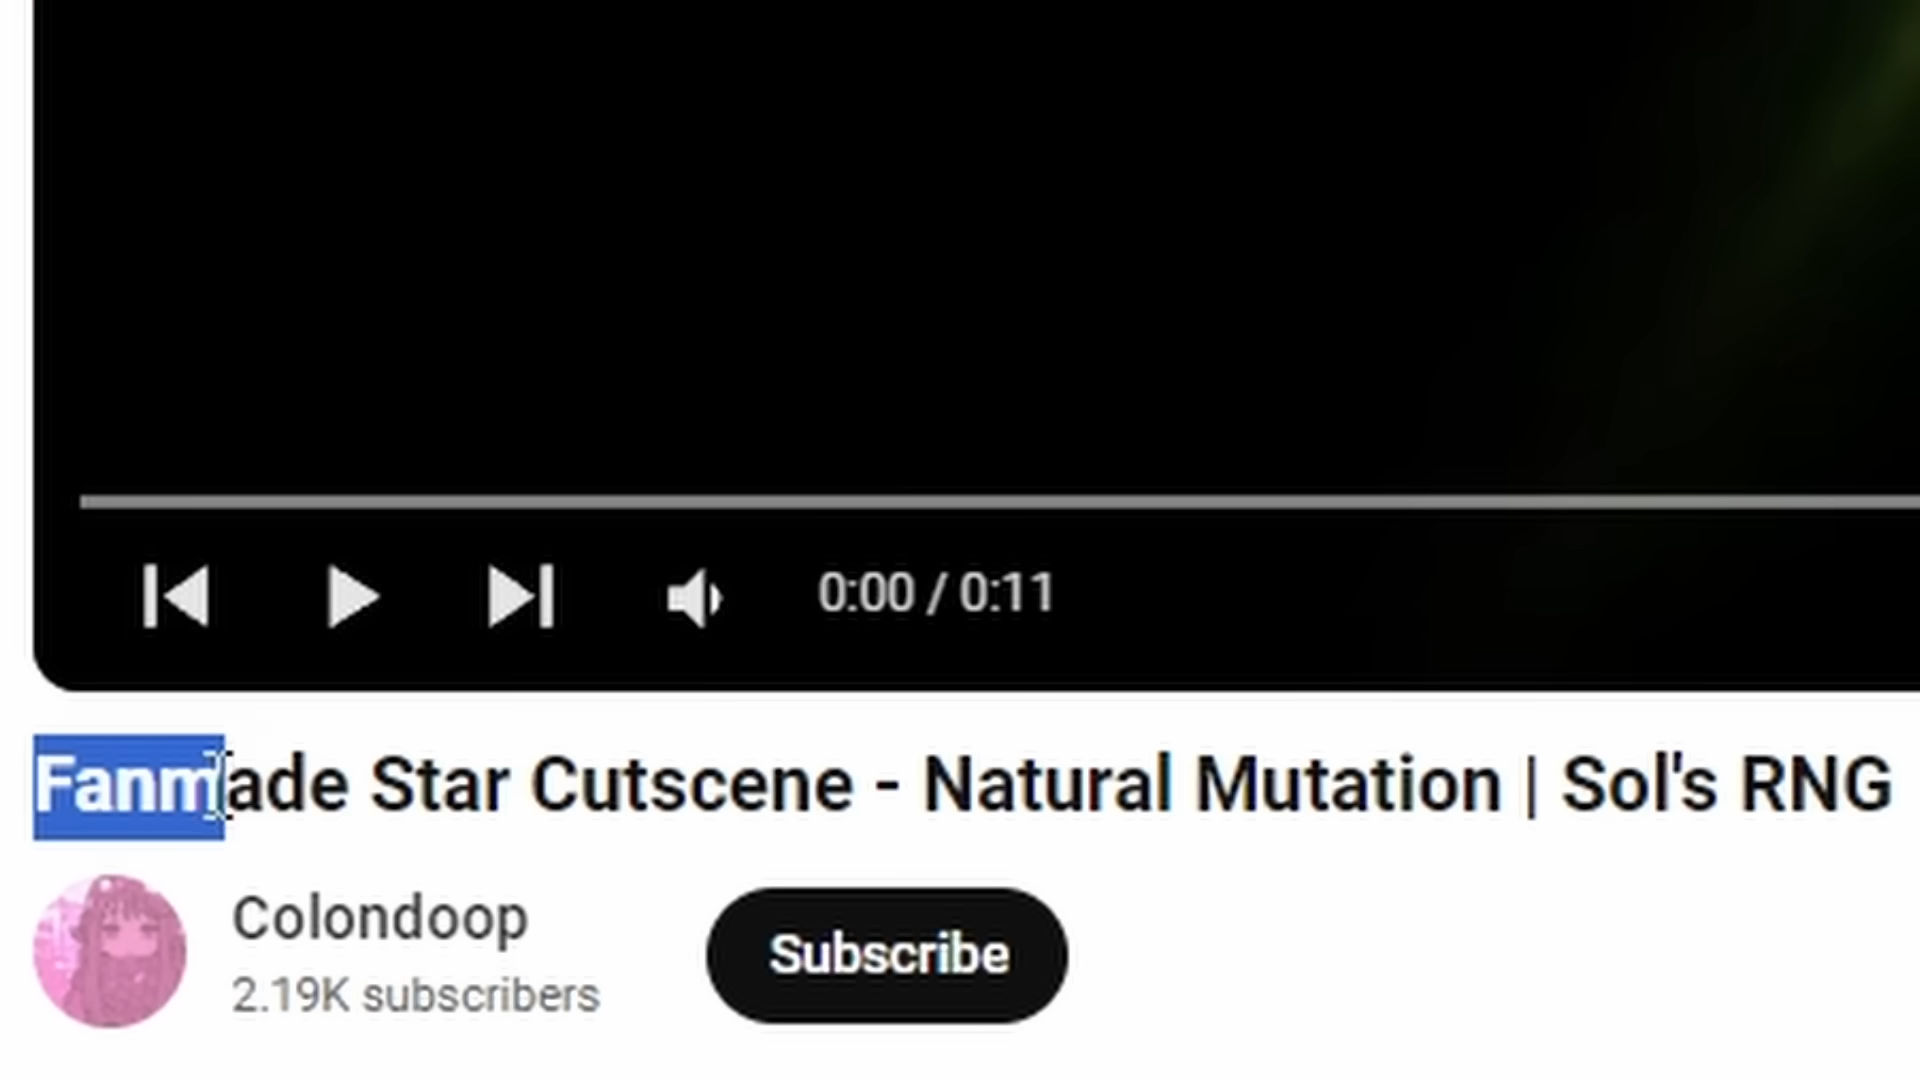 0:00 / 0:11
Fanmade Star Cutscene - Natural Mutation | Sol's RNG
Colondoop
Subscribe
2.19K subscribers